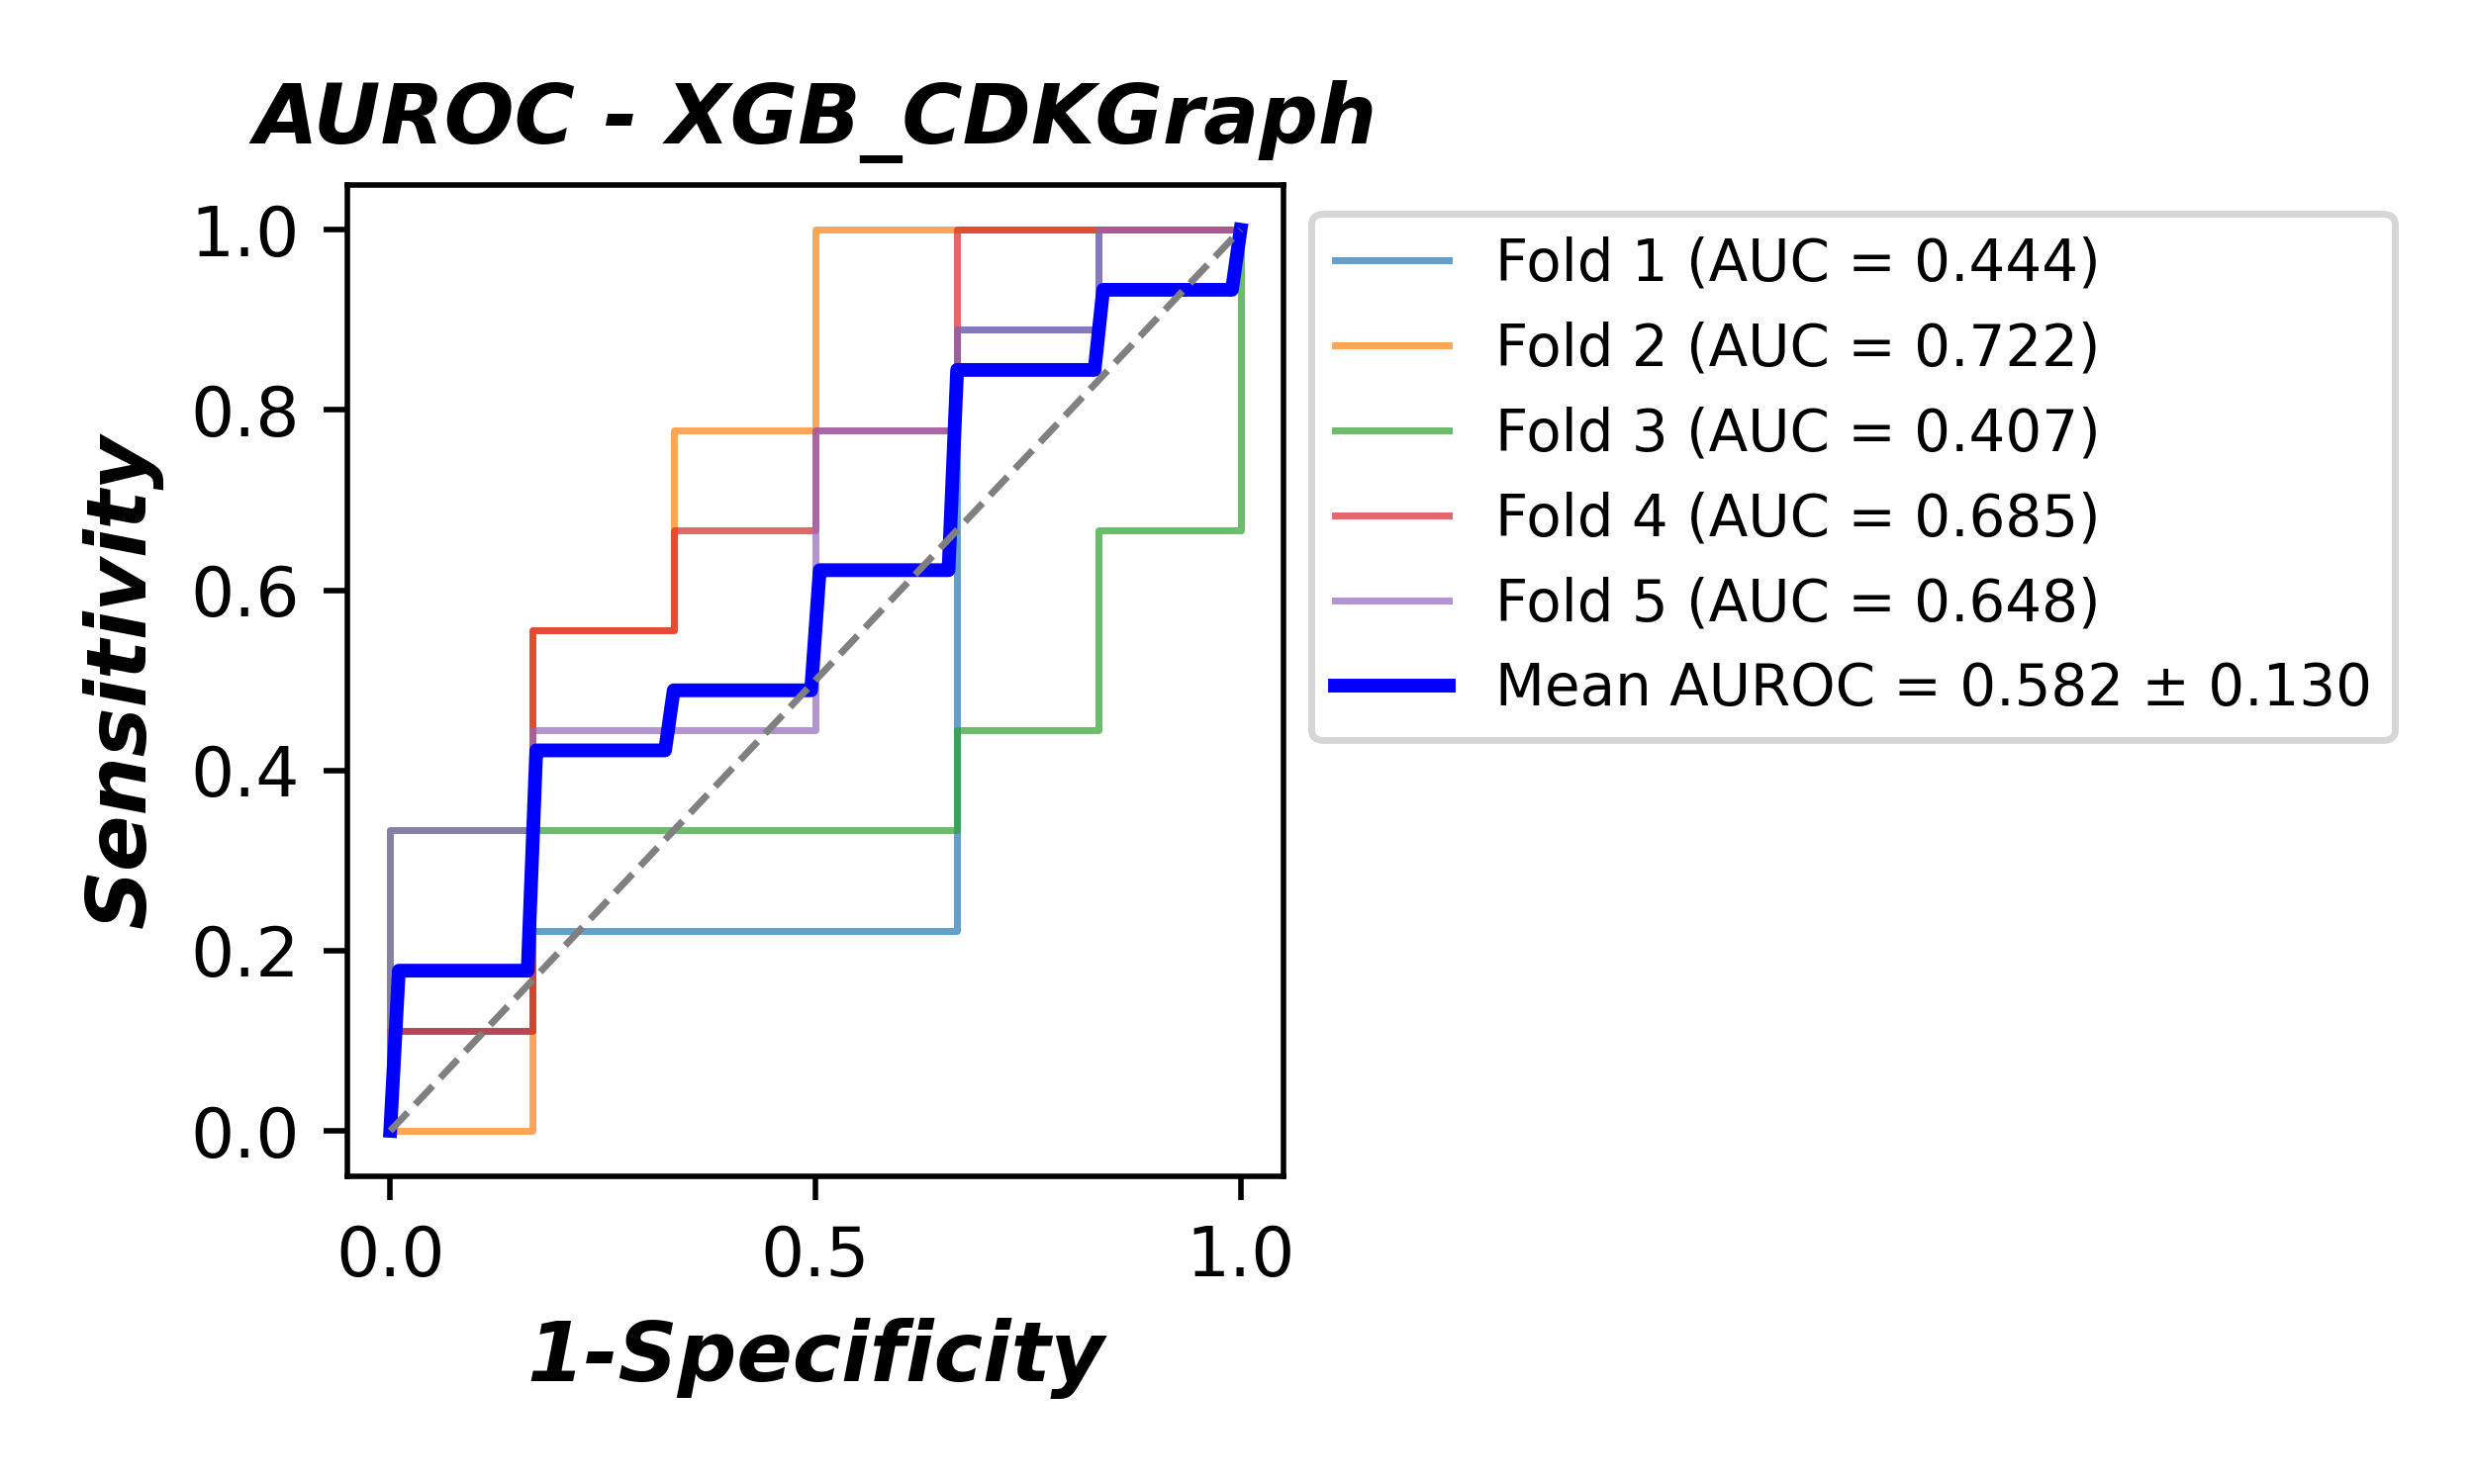 AUROC - XGB_CDKGraph
Sensitivity
1.0
0.8
0.6
0.4
0.2
0.0
0.0 0.5 1.0
1-Specificity
Fold 1 (AUC = 0.444)
Fold 2 (AUC = 0.722)
Fold 3 (AUC = 0.407)
Fold 4 (AUC = 0.685)
Fold 5 (AUC = 0.648)
Mean AUROC = 0.582 ± 0.130